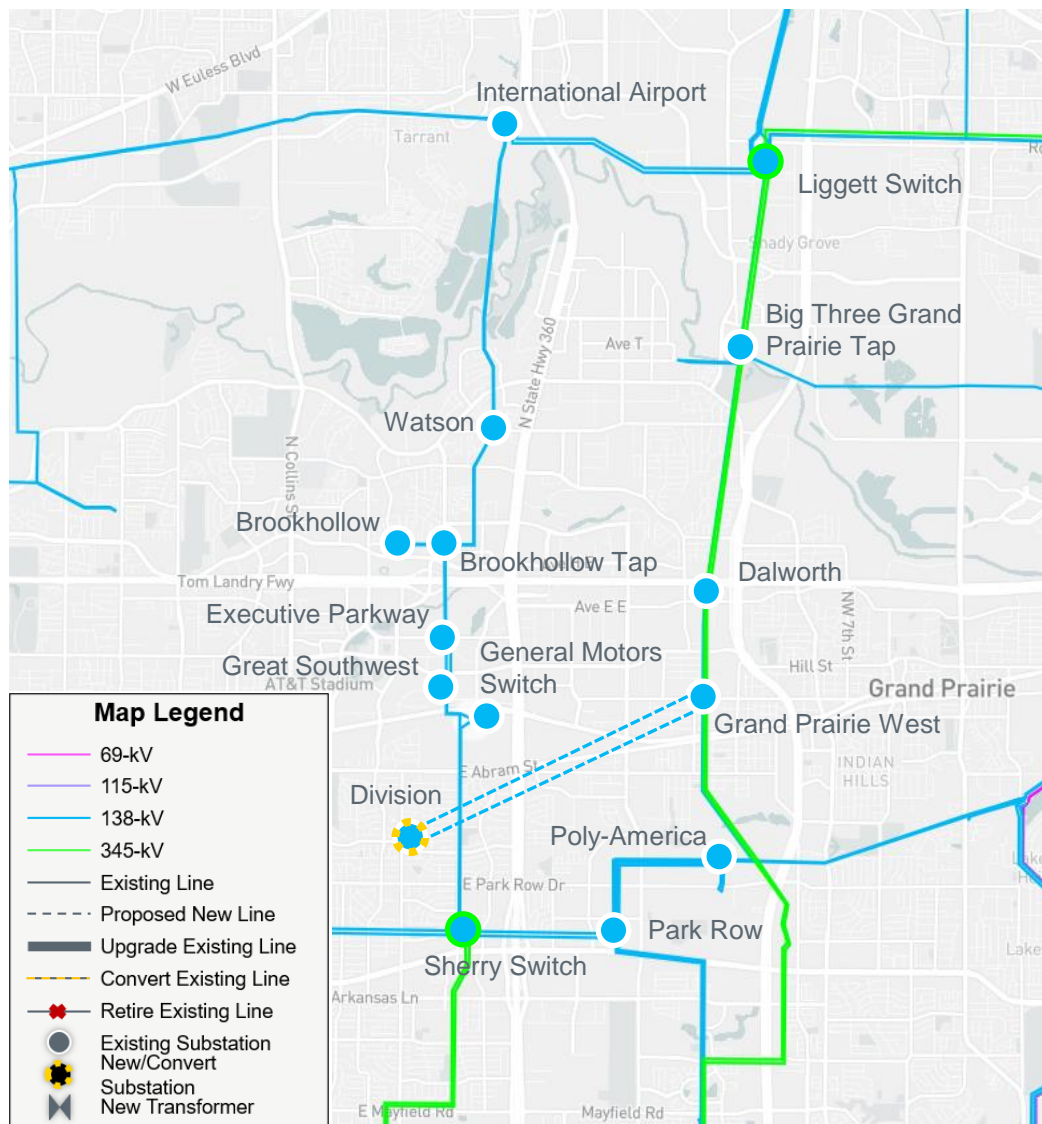 W Euless Blvd
International Airport
Tarrant
Liggett Switch
Shady Grove
N State Hwy 360
Big Three Grand
Prairie Tap
Ave T
Watson
N Collins St
Brookhollow
Brookhollow Tap
Tom Landry Fwy
Dalworth
Ave E E
NW 7th St
Executive Parkway
General Motors
Switch
Great Southwest
AT&T Stadium
Hill St
Grand Prairie
Grand Prairie West
INDIAN
HILLS
E Abram St
Division
Poly-America
E Park Row Dr
Park Row
Sherry Switch
Arkansas Ln
E Mayfield Rd
Mayfield Rd
Map Legend
69-kV
115-kV
138-kV
345-kV
Existing Line
Proposed New Line
Upgrade Existing Line
Convert Existing Line
Retire Existing Line
Existing Substation
New/Convert
Substation
New Transformer